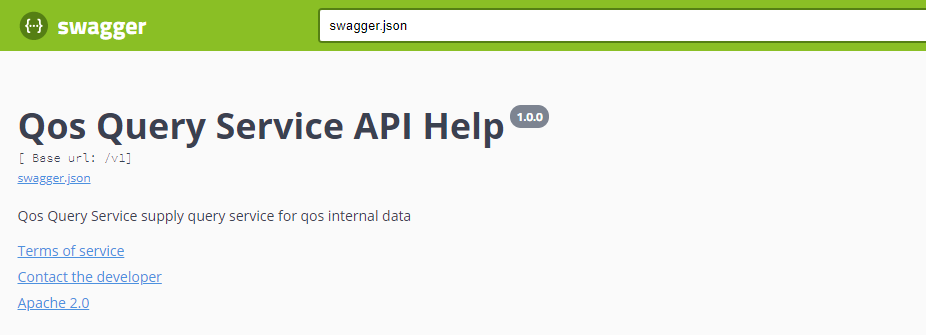 {···} swagger
swagger.json
Qos Query Service API Help 1.0.0
[ Base url: /v1]
swagger.json
Qos Query Service supply query service for qos internal data
Terms of service
Contact the developer
Apache 2.0